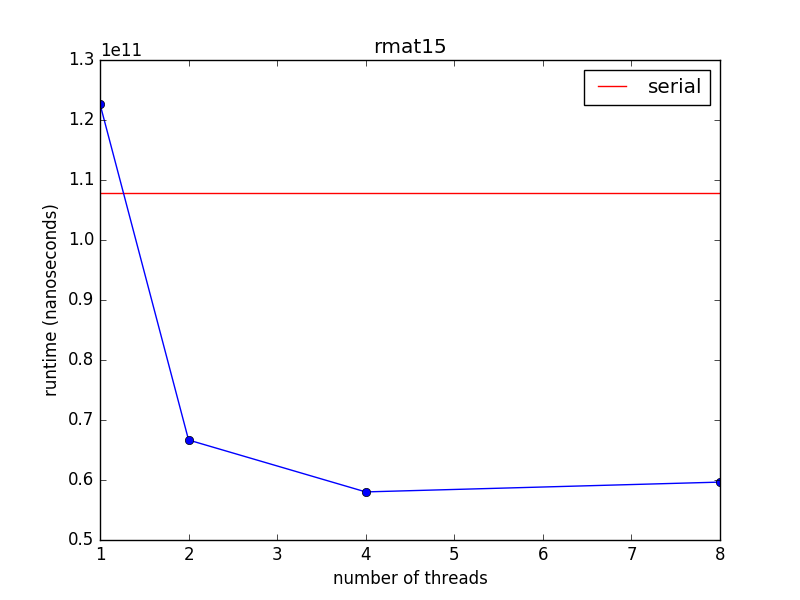 rmat15
1e11
serial
1.3
1.2
1.1
1.0
0.9
0.8
0.7
0.6
0.5
runtime (nanoseconds)
1 2 3 4 5 6 7 8
number of threads